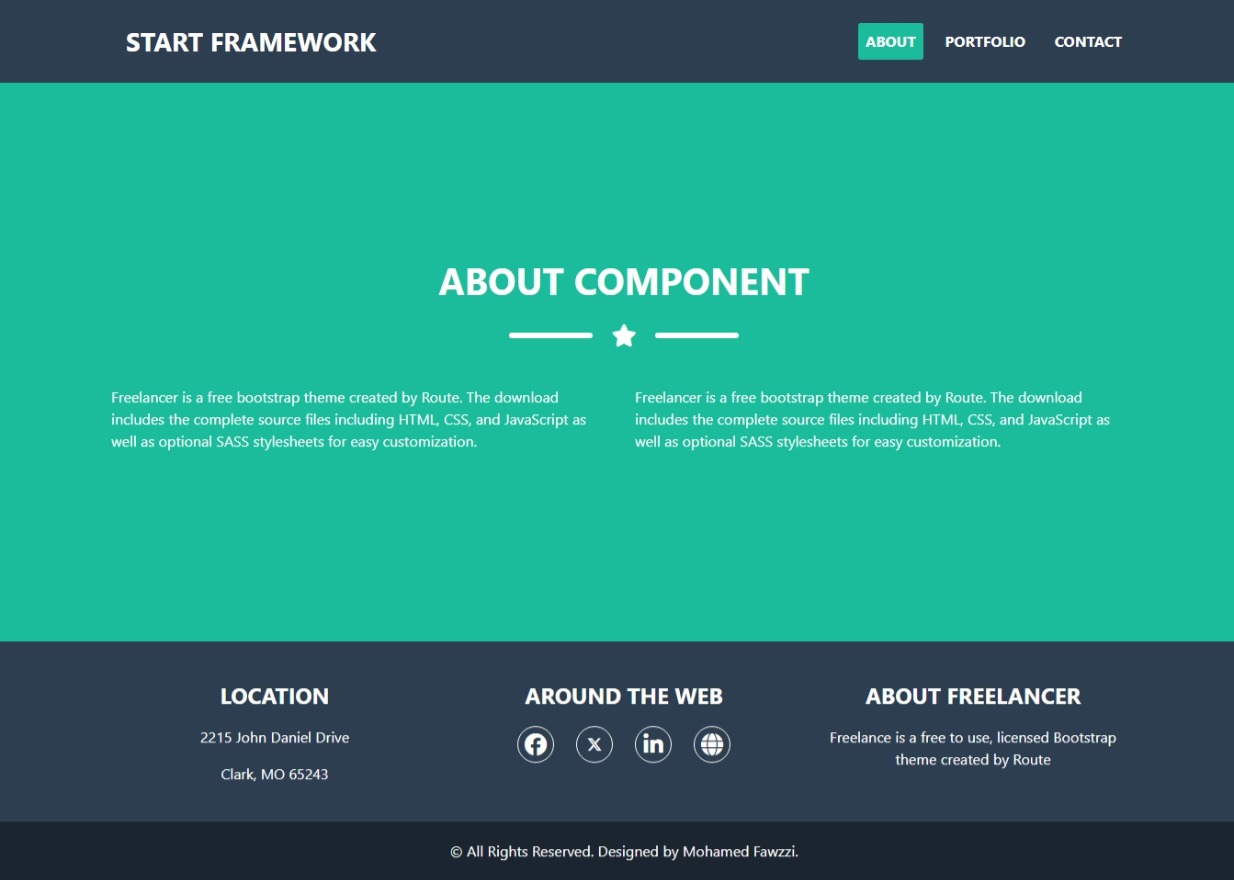 START FRAMEWORK
ABOUT PORTFOLIO CONTACT
ABOUT COMPONENT
Freelancer is a free bootstrap theme created by Route. The download
includes the complete source files including HTML, CSS, and JavaScript as
well as optional SASS stylesheets for easy customization.
Freelancer is a free bootstrap theme created by Route. The download
includes the complete source files including HTML, CSS, and JavaScript as
well as optional SASS stylesheets for easy customization.
LOCATION
2215 John Daniel Drive
Clark, MO 65243
AROUND THE WEB
ABOUT FREELANCER
Freelance is a free to use, licensed Bootstrap
theme created by Route
© All Rights Reserved. Designed by Mohamed Fawzzi.